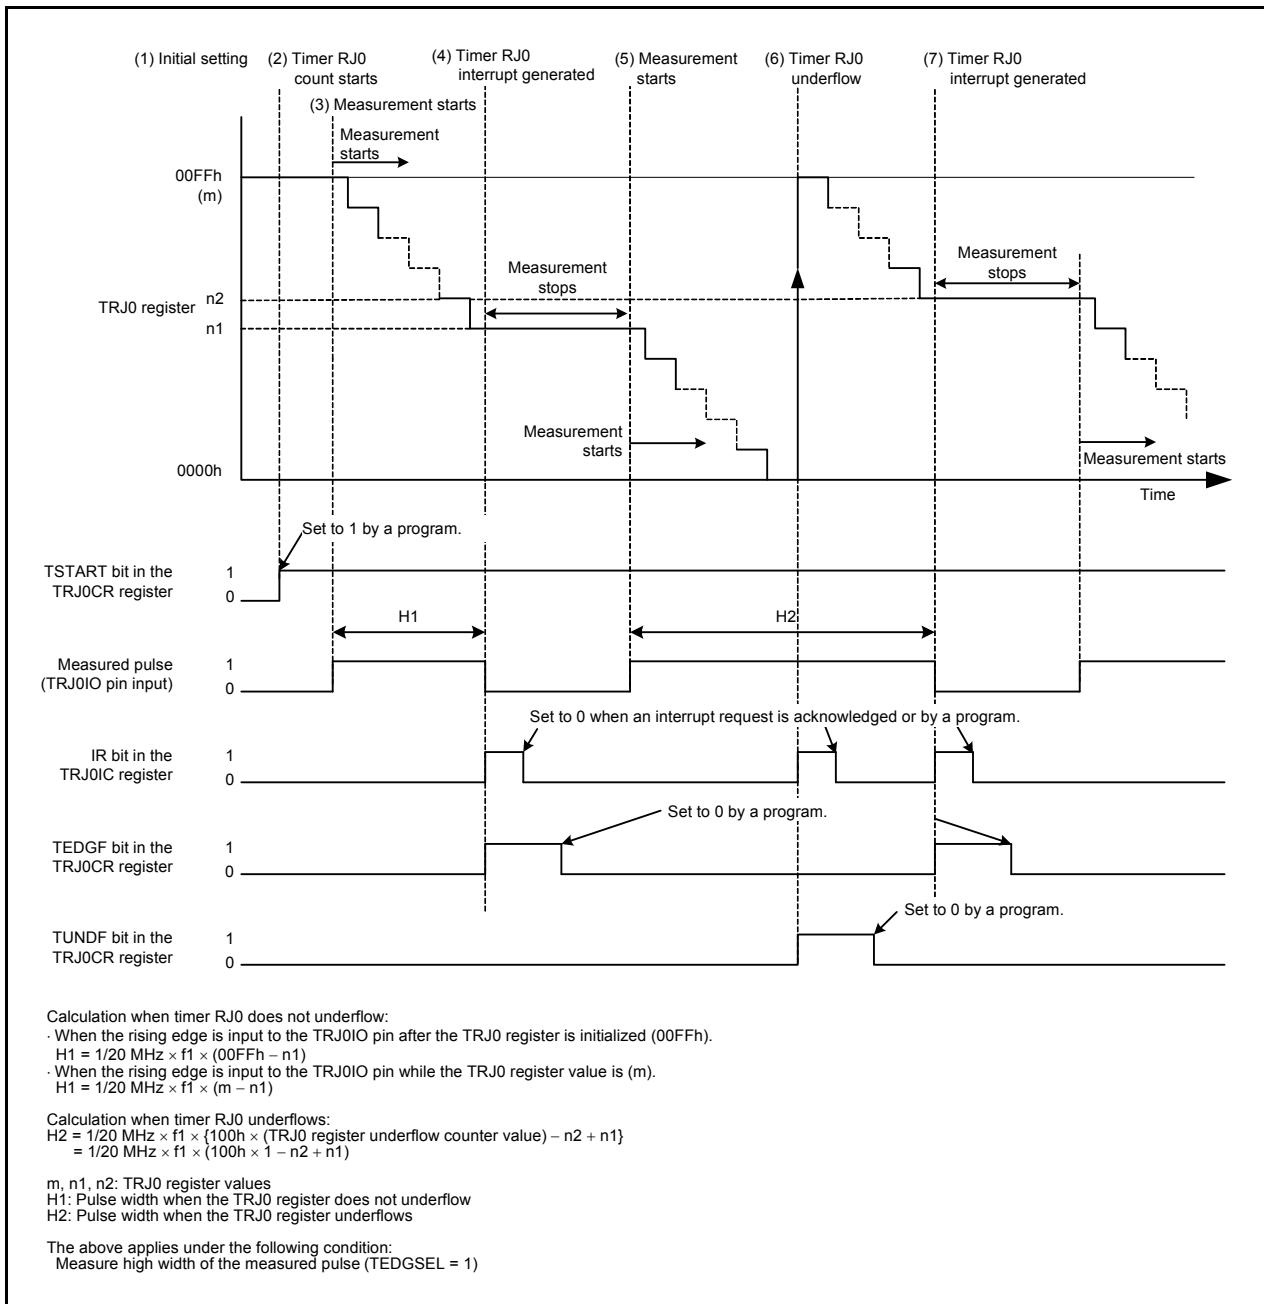 (1) Initial setting
(2) Timer RJ0
count starts
(3) Measurement starts
(4) Timer RJ0
interrupt generated
(5) Measurement
starts
(6) Timer RJ0
underflow
(7) Timer RJ0
interrupt generated
Measurement
starts
00FFh
(m)
Measurement
stops
Measurement
stops
TRJ0 register
n2
n1
Measurement
starts
Measurement starts
0000h
Time
Set to 1 by a program.
TSTART bit in the
TRJ0CR register
1
0
H1
H2
Measured pulse
(TRJ0IO pin input)
1
0
Set to 0 when an interrupt request is acknowledged or by a program.
IR bit in the
TRJ0IC register
1
0
Set to 0 by a program.
TEDGF bit in the
TRJ0CR register
1
0
Set to 0 by a program.
TUNDF bit in the
TRJ0CR register
1
0
Calculation when timer RJ0 does not underflow:
· When the rising edge is input to the TRJ0IO pin after the TRJ0 register is initialized (00FFh).
H1 = 1/20 MHz × f1 × (00FFh − n1)
· When the rising edge is input to the TRJ0IO pin while the TRJ0 register value is (m).
H1 = 1/20 MHz × f1 × (m − n1)
Calculation when timer RJ0 underflows:
H2 = 1/20 MHz × f1 × {100h × (TRJ0 register underflow counter value) − n2 + n1}
= 1/20 MHz × f1 × (100h × 1 − n2 + n1)
m, n1, n2: TRJ0 register values
H1: Pulse width when the TRJ0 register does not underflow
H2: Pulse width when the TRJ0 register underflows
The above applies under the following condition:
Measure high width of the measured pulse (TEDGSEL = 1)